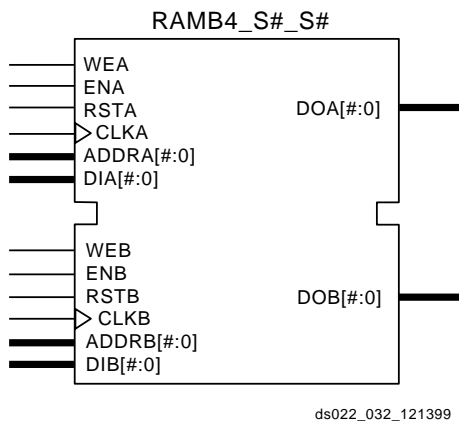 RAMB4_S#_S#
WEA
ENA
RSTA
CLKA
ADDRA[#:0]
DIA[#:0]
DOA[#:0]
WEB
ENB
RSTB
CLKB
ADDRB[#:0]
DIB[#:0]
DOB[#:0]
ds022_032_121399